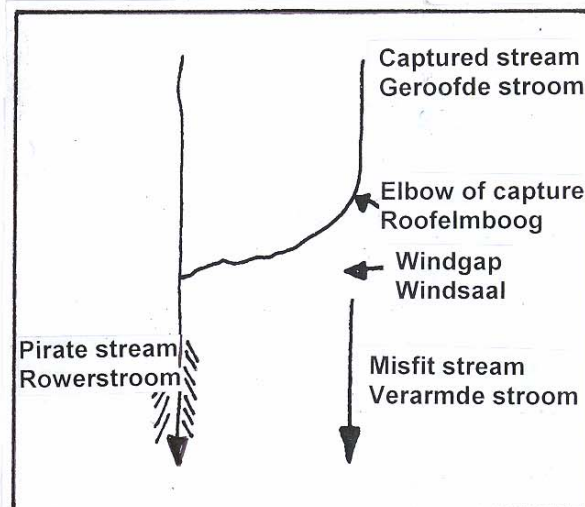 Captured stream
Geroofde stroom
Elbow of capture
Roofelmboog
Windgap
Windsaal
Pirate stream
Rowerstroom
Misfit stream
Verarmde stroom